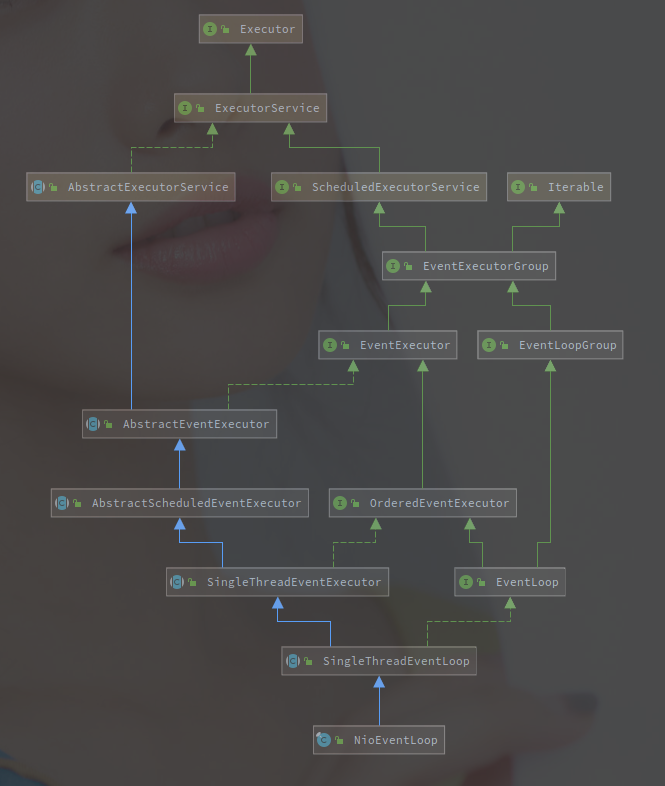 Executor
ExecutorService
AbstractExecutorService
ScheduledExecutorService
Iterable
EventExecutorGroup
EventExecutor
EventLoopGroup
AbstractEventExecutor
AbstractScheduledEventExecutor
OrderedEventExecutor
SingleThreadEventExecutor
EventLoop
SingleThreadEventLoop
NioEventLoop